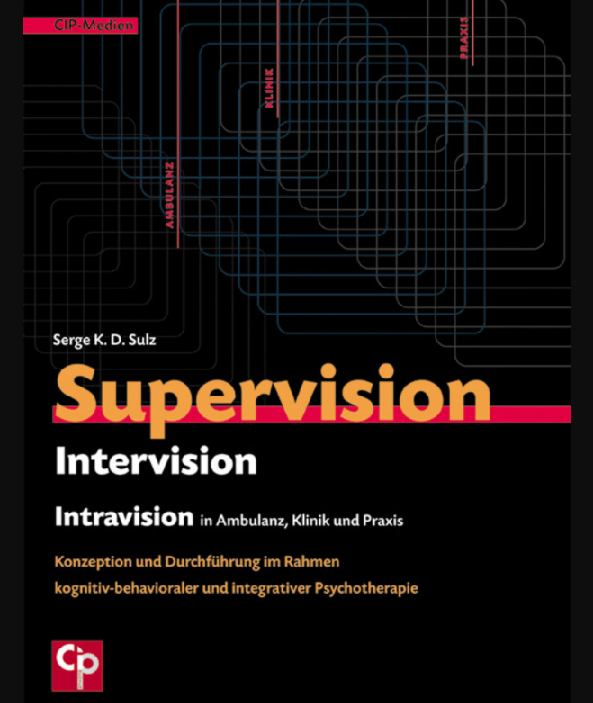 CIP-Medien
PRAXIS
KLINIK
AMBULANZ
Serge K. D. Sulz
Supervision
Intervision
Intravision in Ambulanz, Klinik und Praxis
Konzeption und Durchführung im Rahmen
kognitiv-behavioraler und integrativer Psychotherapie
Cip